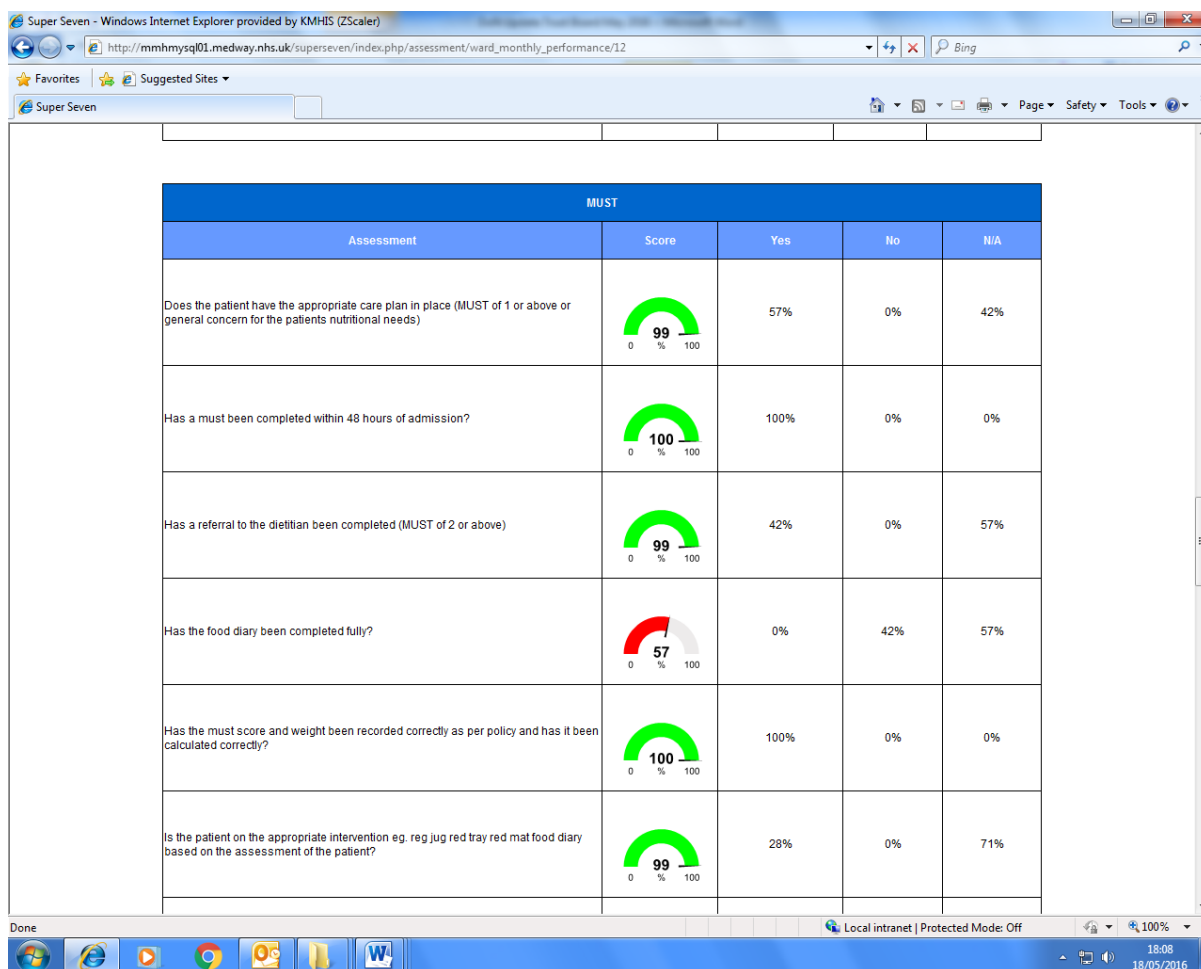 Super Seven - Windows Internet Explorer provided by KMHIS (ZScaler)
http://mmhmysql01.medway.nhs.uk/superseven/index.php/assessment/ward_monthly_performance/12
Bing
Favorites
Suggested Sites
Super Seven
Page Safety Tools
MUST
Assessment Score Yes No N/A
Does the patient have the appropriate care plan in place (MUST of 1 or above or
general concern for the patients nutritional needs)
99
0 % 100
57% 0% 42%
Has a must been completed within 48 hours of admission?
100
0 % 100
100% 0% 0%
Has a referral to the dietitian been completed (MUST of 2 or above)
99
0 % 100
42% 0% 57%
Has the food diary been completed fully?
57
0 % 100
0% 42% 57%
Has the must score and weight been recorded correctly as per policy and has it been
calculated correctly?
100
0 % 100
100% 0% 0%
Is the patient on the appropriate intervention eg. reg jug red tray red mat food diary
based on the assessment of the patient?
99
0 % 100
28% 0% 71%
Done
Local intranet | Protected Mode: Off
100%
18:08
18/05/2016